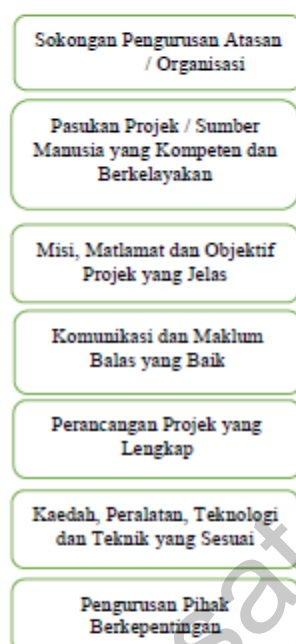 Sokongan Pengurusan Atasan
/ Organisasi
Pasukan Projek / Sumber
Manusia yang Kompeten dan
Berkelayakan
Misi, Matlamat dan Objektif
Projek yang Jelas
Komunikasi dan Maklum
Balas yang Baik
Perancangan Projek yang
Lengkap
Kaedah, Peralatan, Teknologi
dan Teknik yang Sesuai
Pengurusan Pihak
Berkepentingan